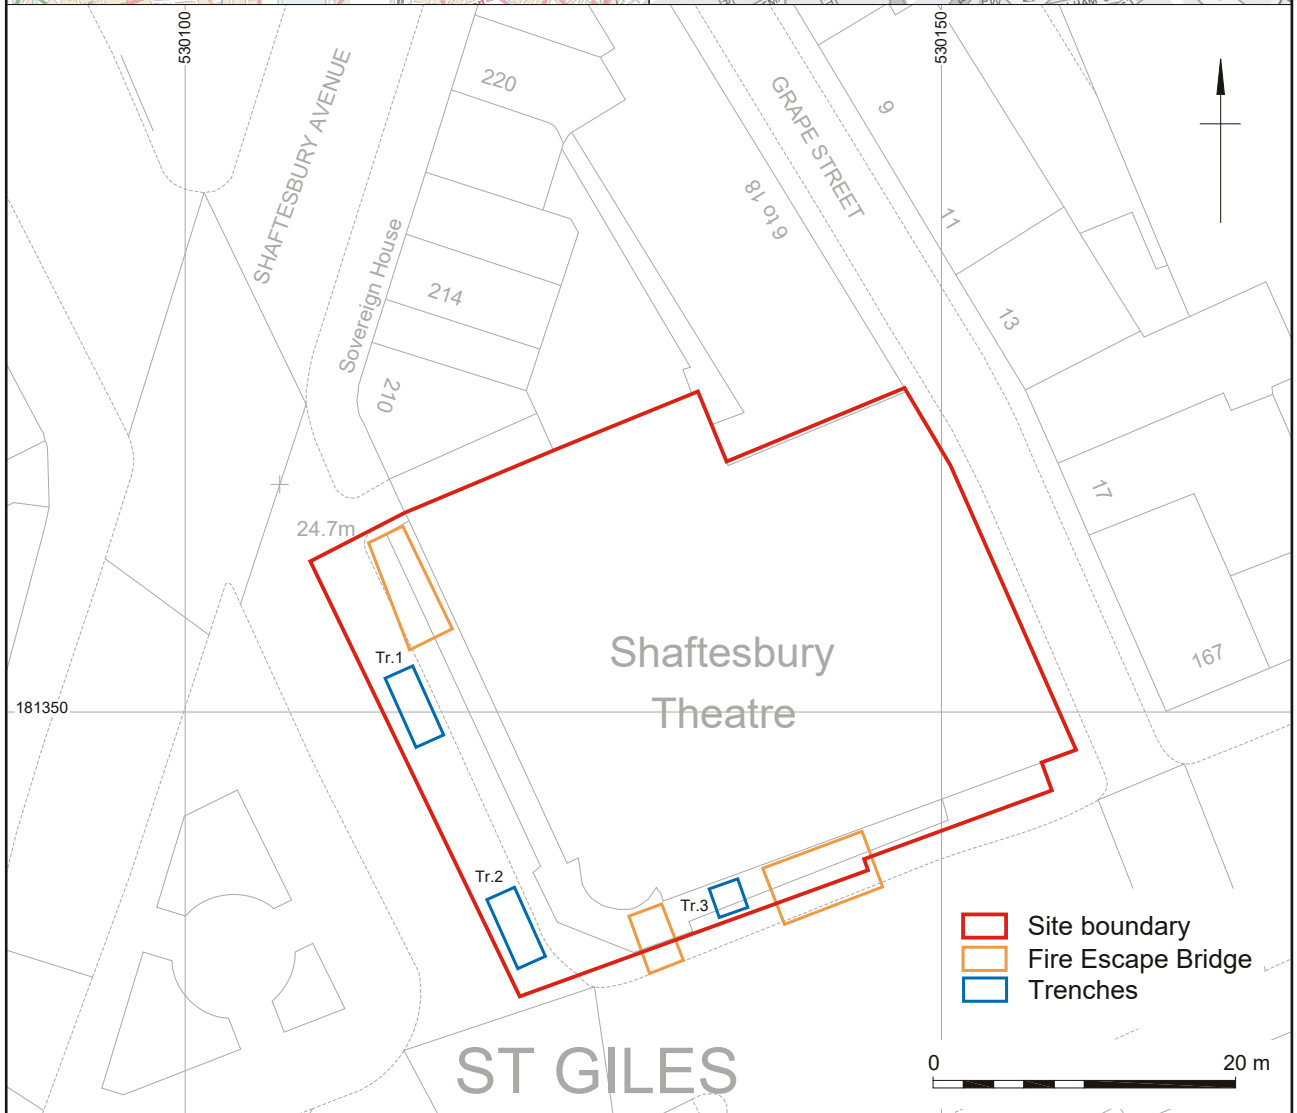 530100
530150
SHAFTESBURY AVENUE
220
GRAPE STREET
9
6 to 18
11
Sovereign House
214
13
210
17
24.7m
Shaftesbury
Theatre
Tr.1
167
181350
Tr.2
Tr.3
Site boundary
Fire Escape Bridge
Trenches
ST GILES
0 20 m